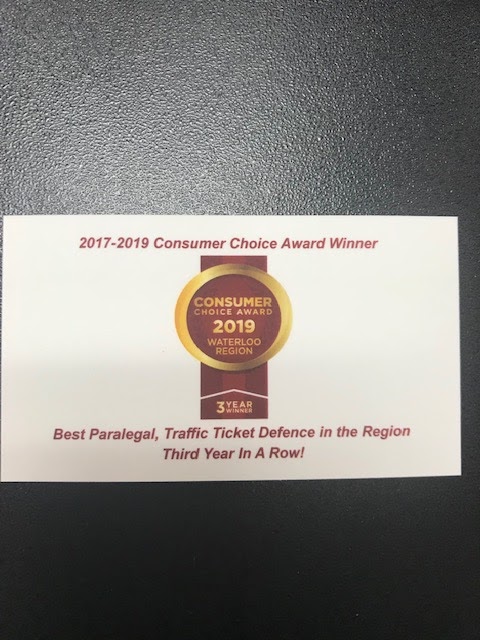 2017-2019 Consumer Choice Award Winner
CONSUMER
CHOICE AWARD
2019
WATERLOO
REGION
3 YEAR
WINNER
Best Paralegal, Traffic Ticket Defence in the Region
Third Year In A Row!